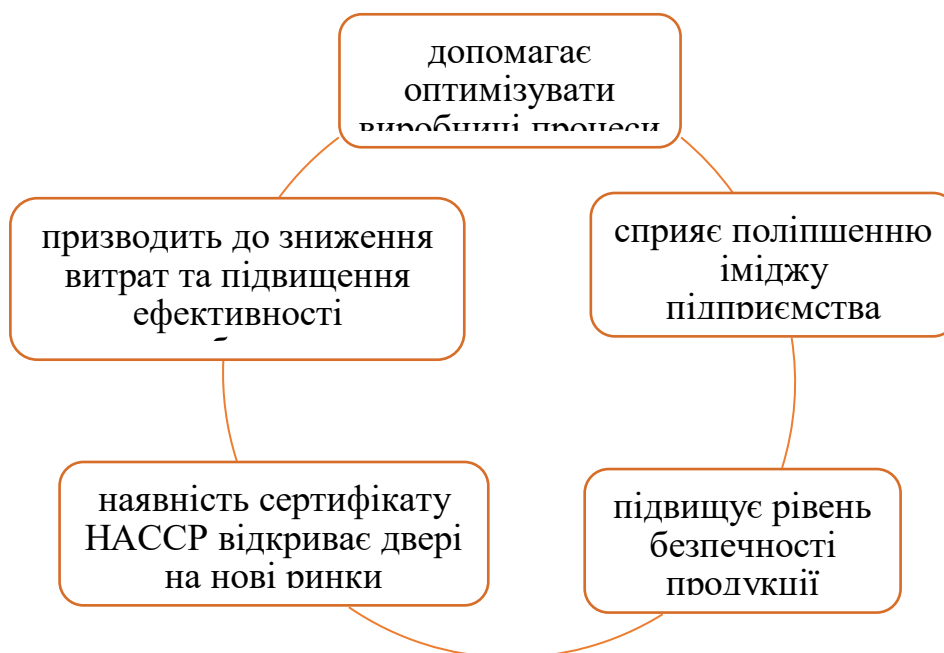 допомагає
оптимізувати
виробничі процеси
призводить до зниження
витрат та підвищення
ефективності
сприяє поліпшенню
іміджу
підприємства
наявність сертифікату
НАССР відкриває двері
на нові ринки
підвищує рівень
безпечності
продукції